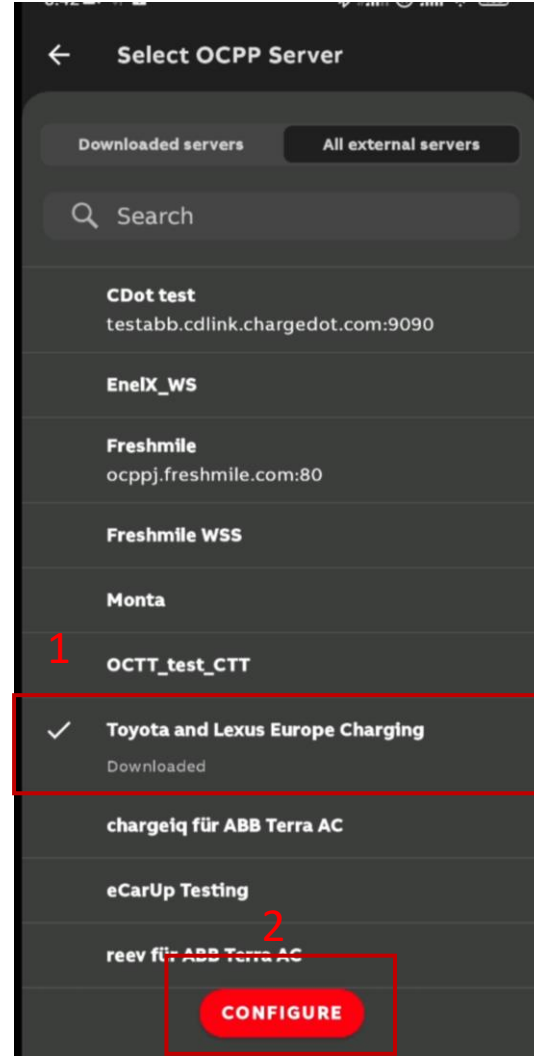 Select OCPP Server
Downloaded servers All external servers
Search
CDot test
testabb.cdlink.chargedot.com:9090
EnelX_WS
Freshmile
ocppj.freshmile.com:80
Freshmile WSS
Monta
1
OCTT_test_CTT
Toyota and Lexus Europe Charging
Downloaded
chargeiq für ABB Terra AC
eCarUp Testing
2
reev für ABB Terra AC
CONFIGURE